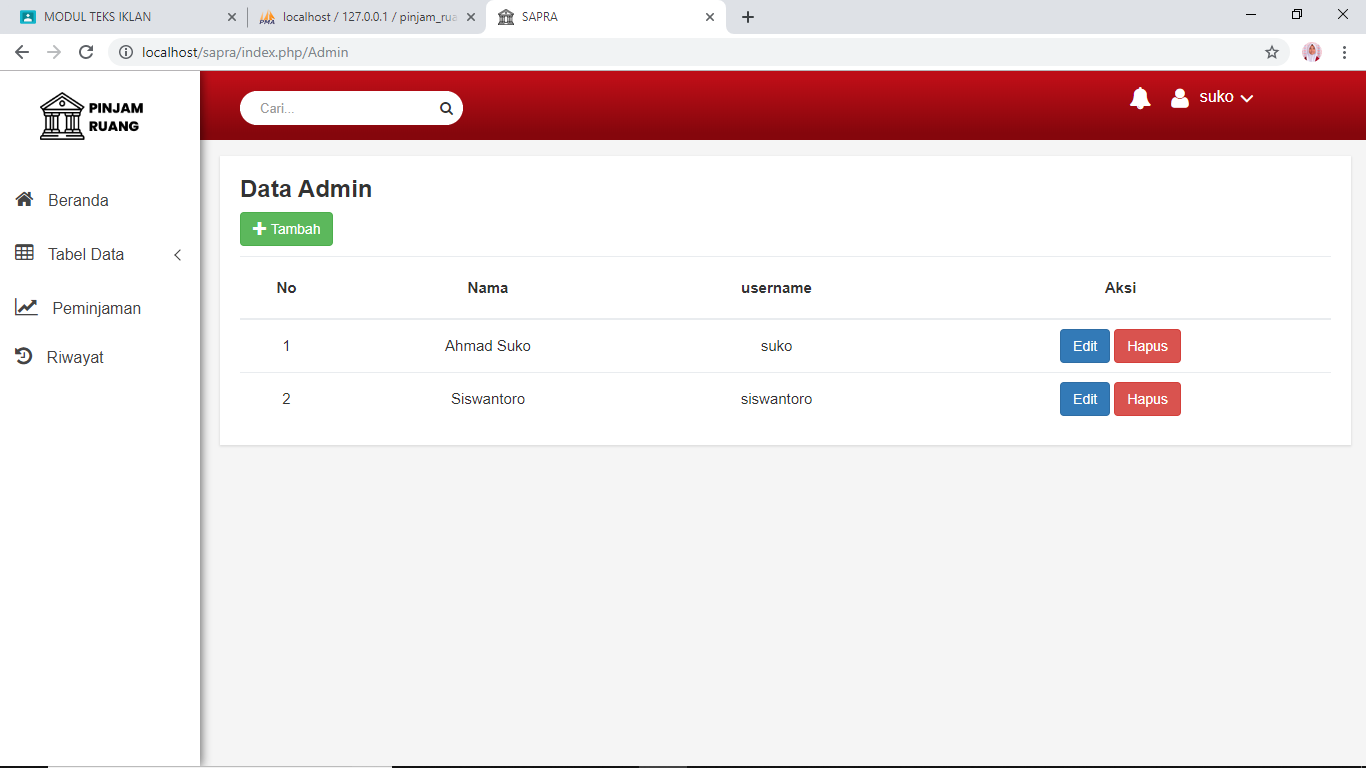 MODUL TEKS IKLAN
localhost / 127.0.0.1 / pinjam_rua
SAPRA
localhost/sapra/index.php/Admin
PINJAM
RUANG
Cari...
suko
Beranda
Tabel Data
Peminjaman
Riwayat
Data Admin
Tambah
No Nama username Aksi
1 Ahmad Suko suko Edit Hapus
2 Siswantoro siswantoro Edit Hapus